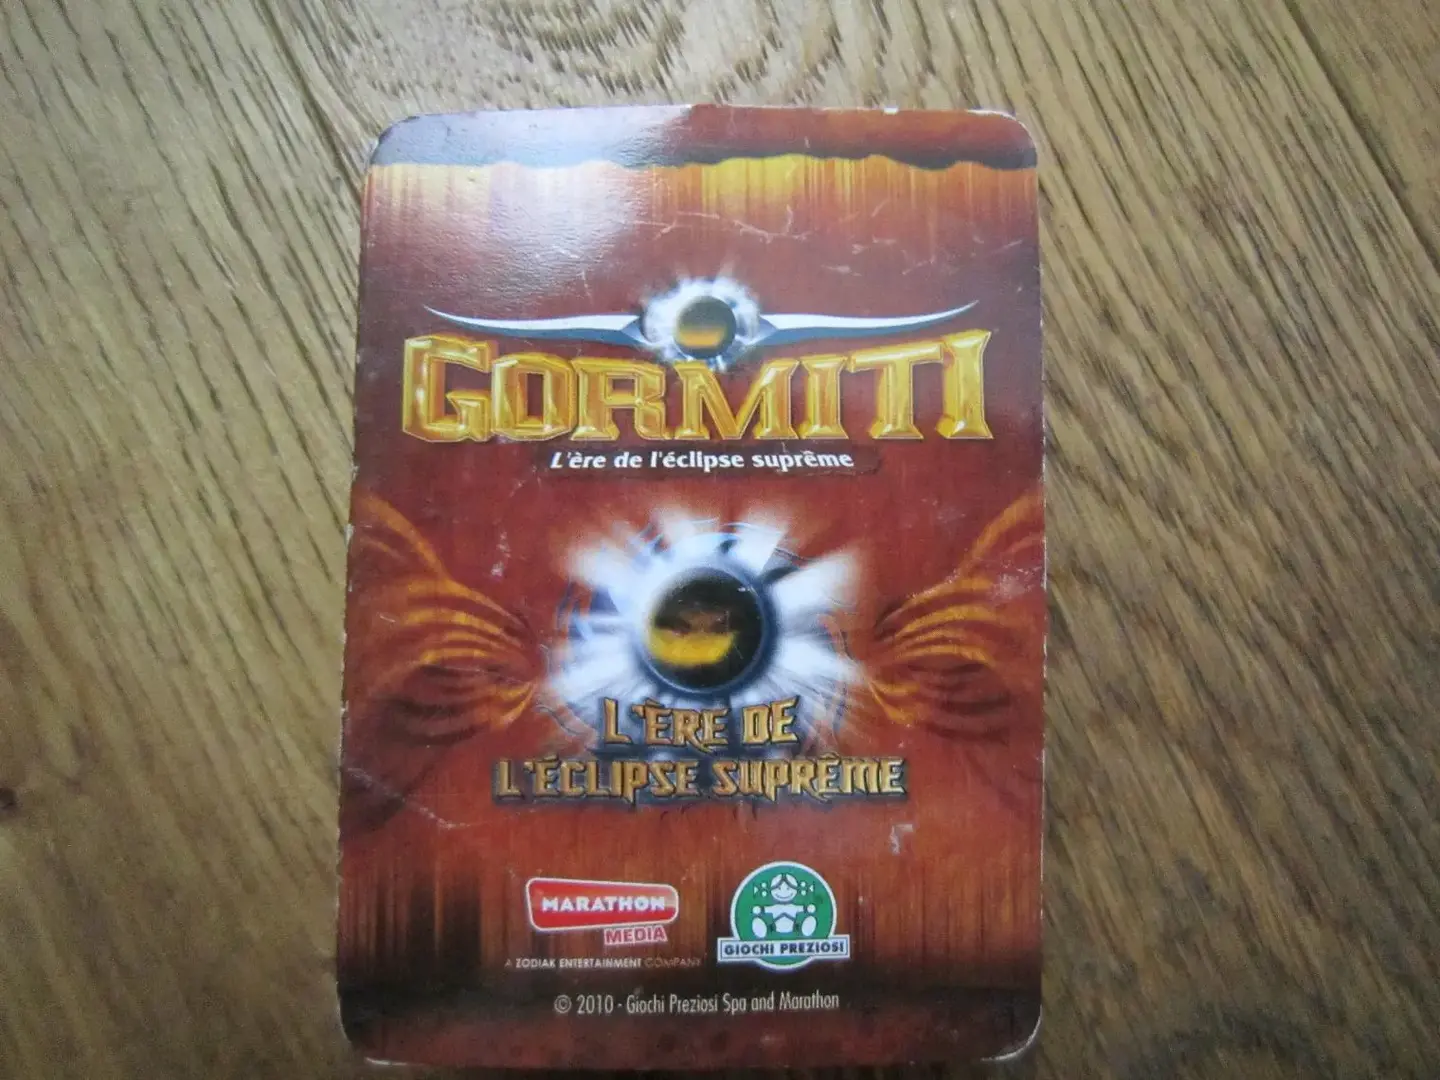 GORMITI
L'ère de l'éclipse suprême
L'ÈRE DE
L'ÉCLIPSE SUPRÊME
MARATHON
MEDIA
A ZODIAK ENTERTAINMENT COMPANY
GIOCHI PREZIOSI
© 2010 - Giochi Preziosi Spa and Marathon